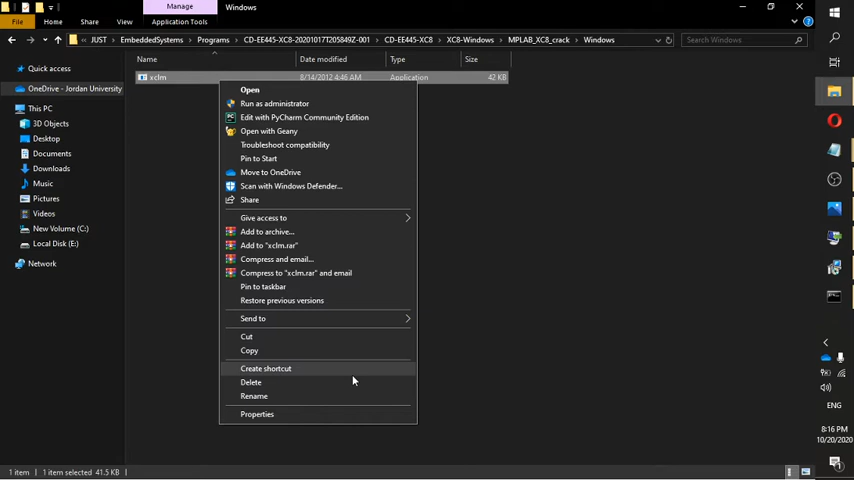 Manage
Windows
File
Home
Share
View
Application Tools
JUST > EmbeddedSystems > Programs > CD-EE445-XC8-20201017T205849Z-001 > CD-EE445-XC8 > XC8-Windows > MPLAB_XC8_crack > Windows
Search Windows
Name
Date modified
Type
Size
Quick access
OneDrive - Jordan University
This PC
3D Objects
Desktop
Documents
Downloads
Music
Pictures
Videos
New Volume (C:)
Local Disk (E:)
Network
xclm
8/14/2012 4:46 AM
Application
42 KB
Open
Run as administrator
Edit with PyCharm Community Edition
Open with Geany
Troubleshoot compatibility
Pin to Start
Move to OneDrive
Scan with Windows Defender...
Share
Give access to
Add to archive...
Add to "xclm.rar"
Compress and email...
Compress to "xclm.rar" and email
Pin to taskbar
Restore previous versions
Send to
Cut
Copy
Create shortcut
Delete
Rename
Properties
1 item
1 item selected 41.5 KB
ENG
8:16 PM
10/20/2020